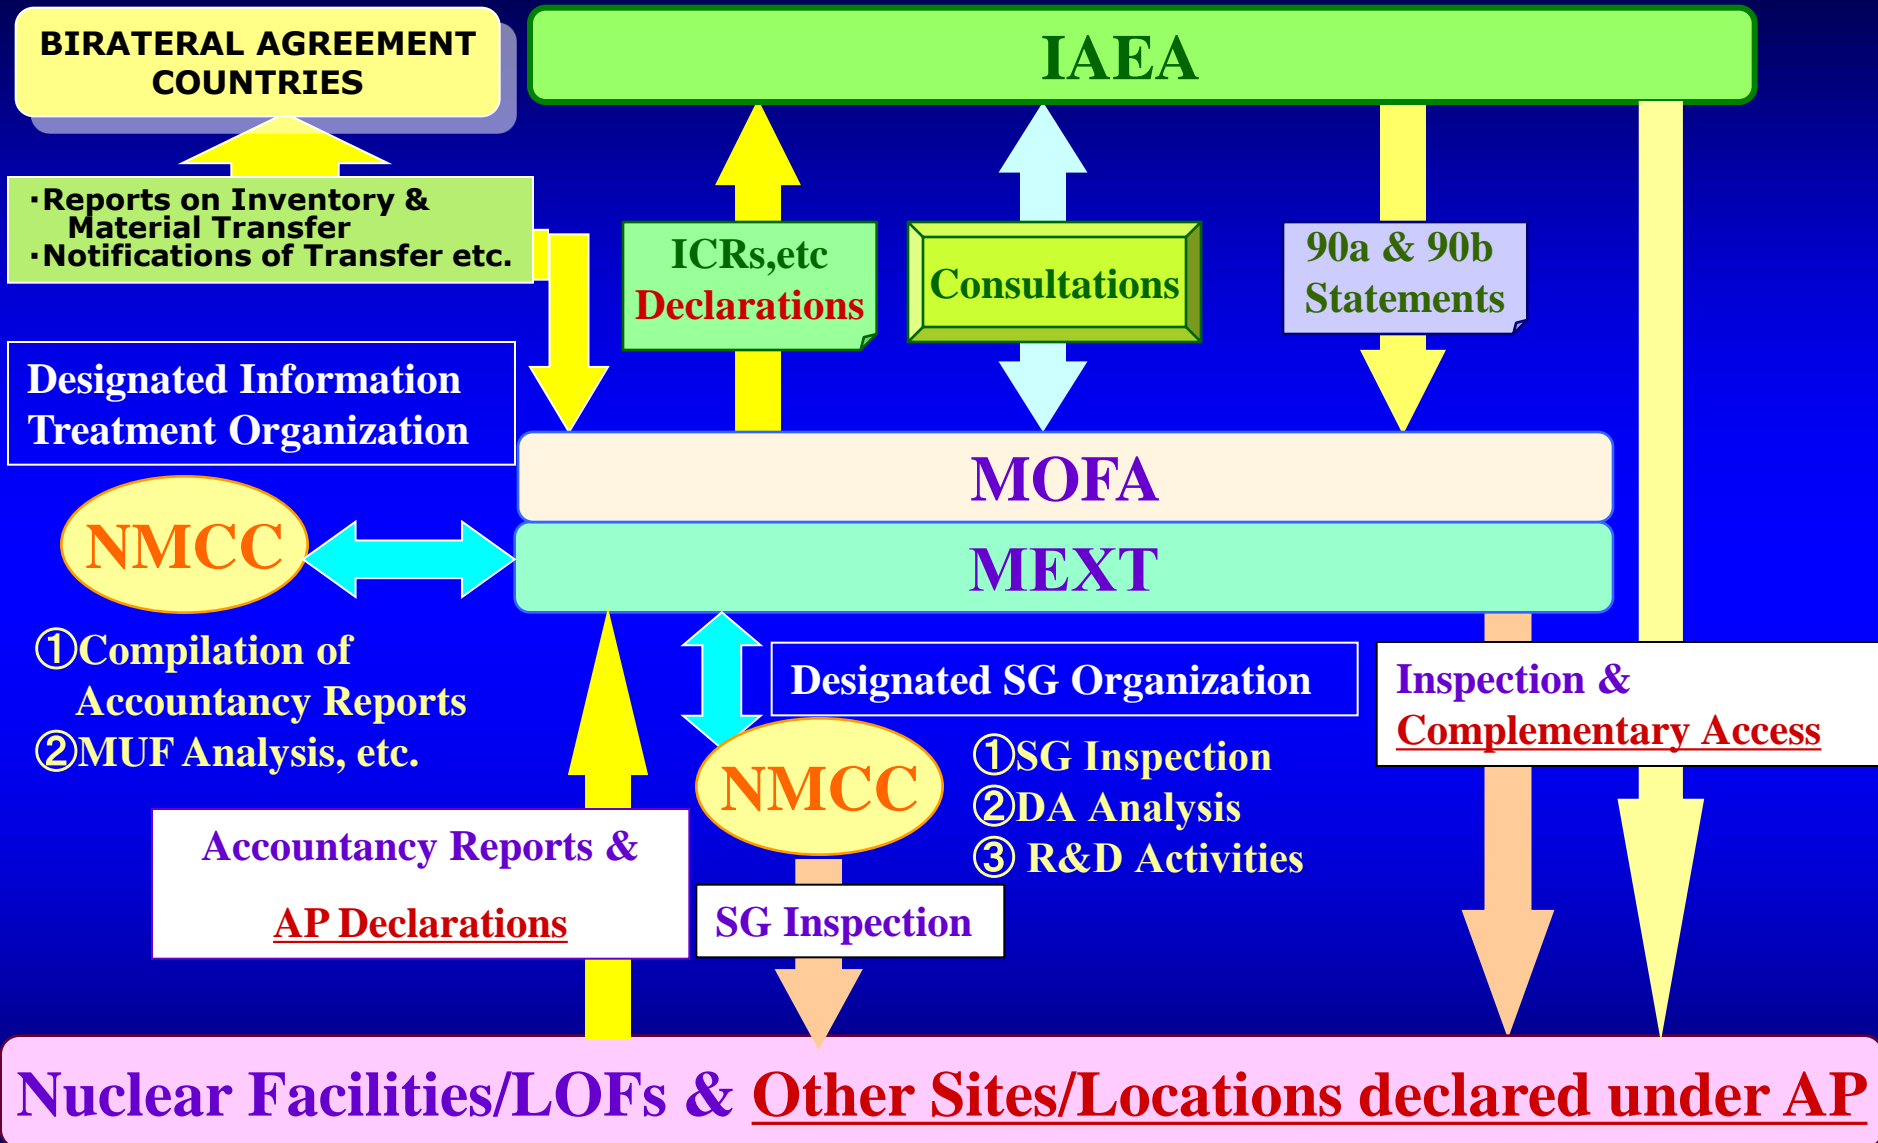 BIRATERAL AGREEMENT
COUNTRIES
IAEA
・Reports on Inventory &
Material Transfer
・Notifications of Transfer etc.
ICRs,etc
Declarations
Consultations
90a & 90b
Statements
Designated Information
Treatment Organization
MOFA
NMCC
MEXT
①Compilation of
Accountancy Reports
②MUF Analysis, etc.
Designated SG Organization
Inspection &
Complementary Access
NMCC
①SG Inspection
②DA Analysis
③ R&D Activities
Accountancy Reports &
AP Declarations
SG Inspection
Nuclear Facilities/LOFs & Other Sites/Locations declared under AP